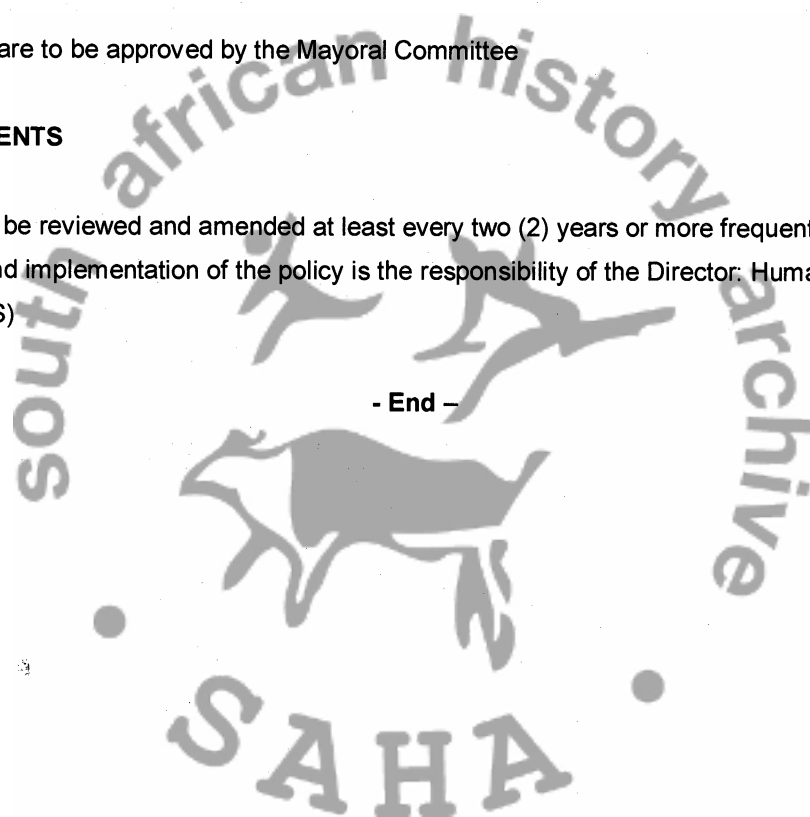 are to be approved by the Mayoral Committee
ENTS
be reviewed and amended at least every two (2) years or more frequent
nd implementation of the policy is the responsibility of the Director: Huma
S)
- End –
south african history archive
SAHA